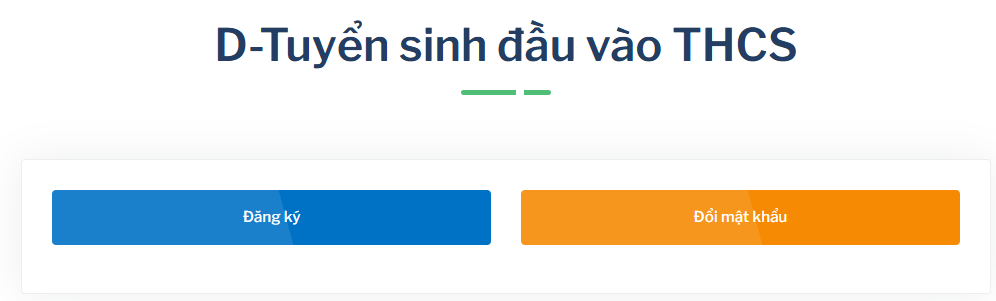 D-Tuyển sinh đầu vào THCS
Đăng ký
Đổi mật khẩu